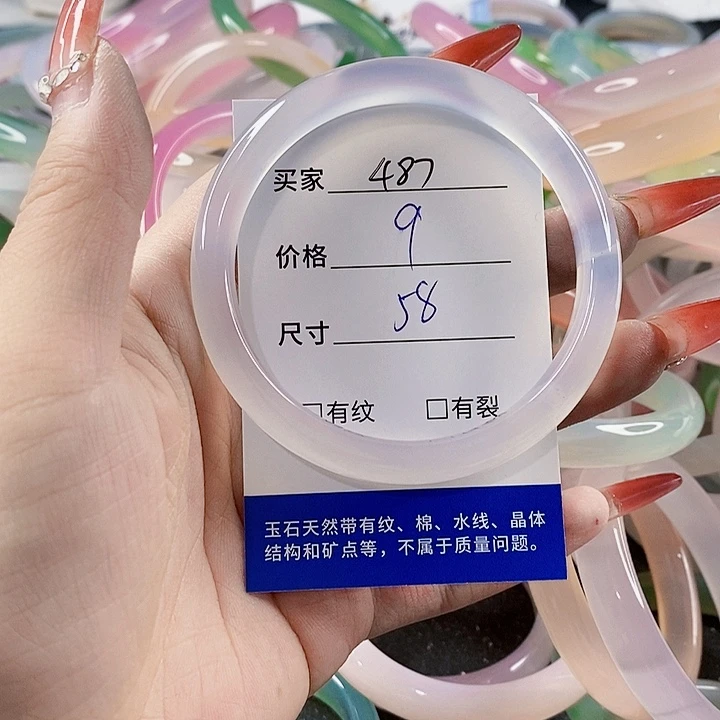 买家 487
价格 9
尺寸 58
□有纹 □有裂
玉石天然带有纹、棉、水线、晶体
结构和矿点等，不属于质量问题。